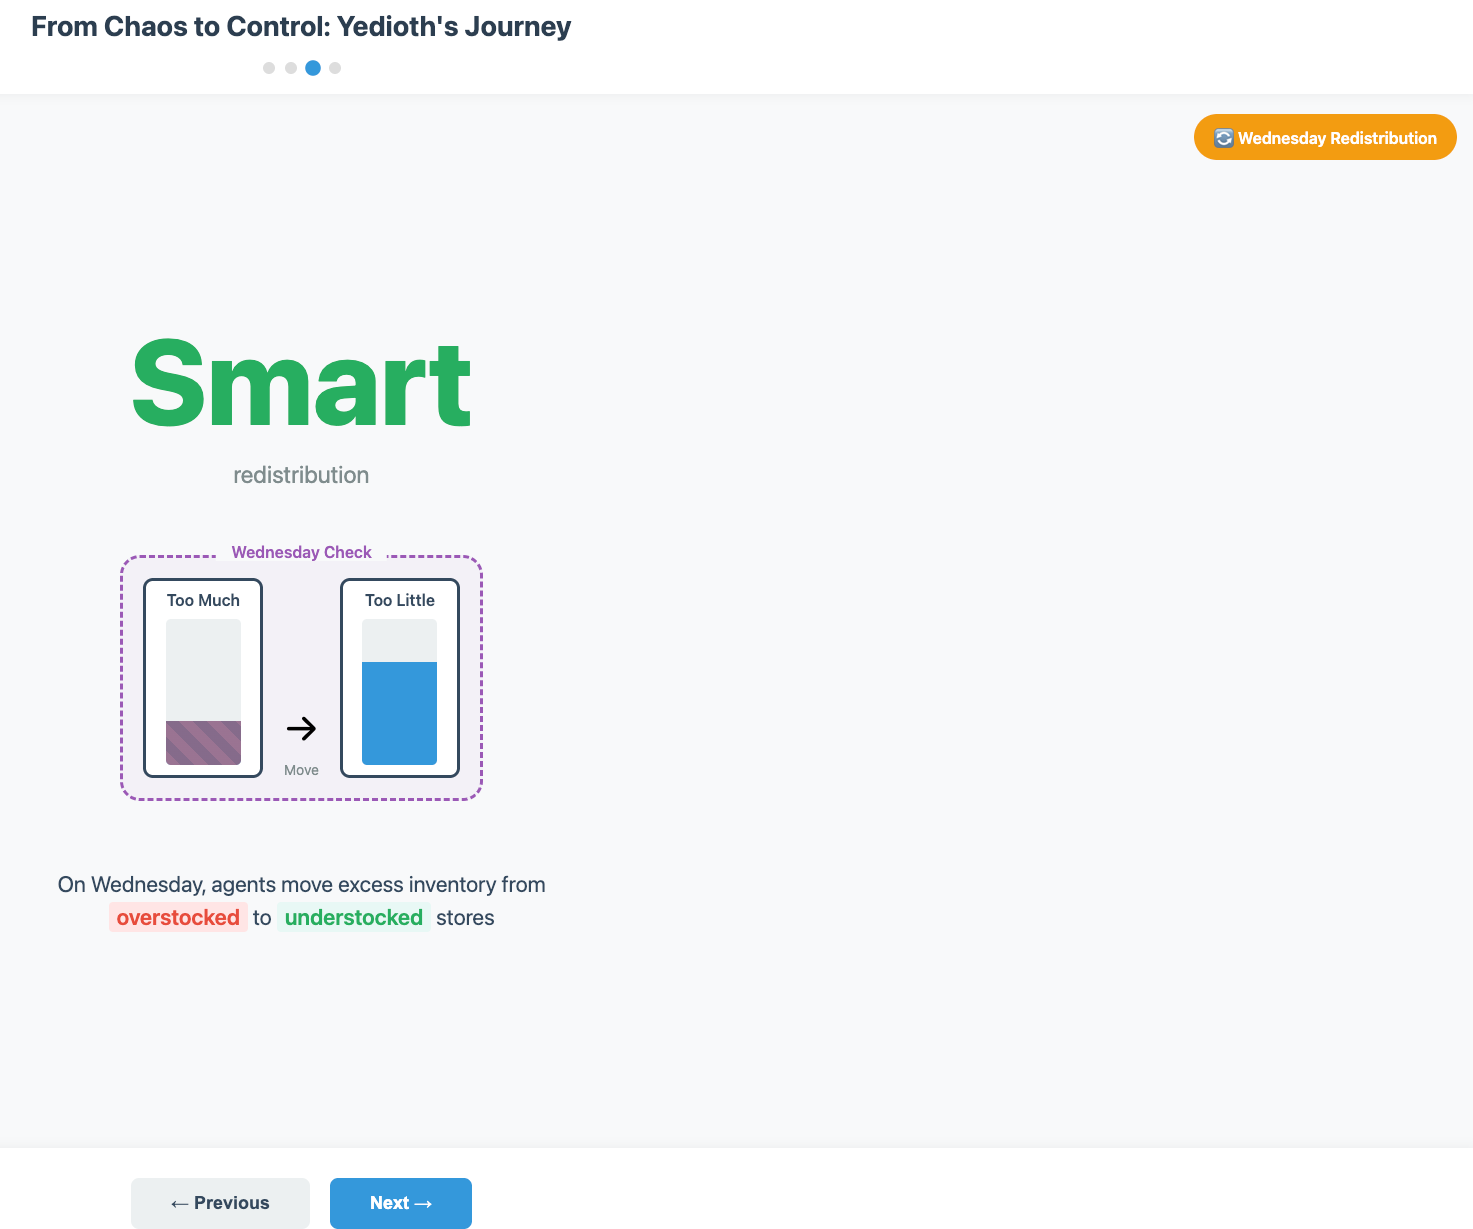 From Chaos to Control: Yedioth's Journey
🔄 Wednesday Redistribution
Smart
redistribution
Wednesday Check
Too Much
Too Little
→
Move
On Wednesday, agents move excess inventory from
overstocked to understocked stores
← Previous
Next →